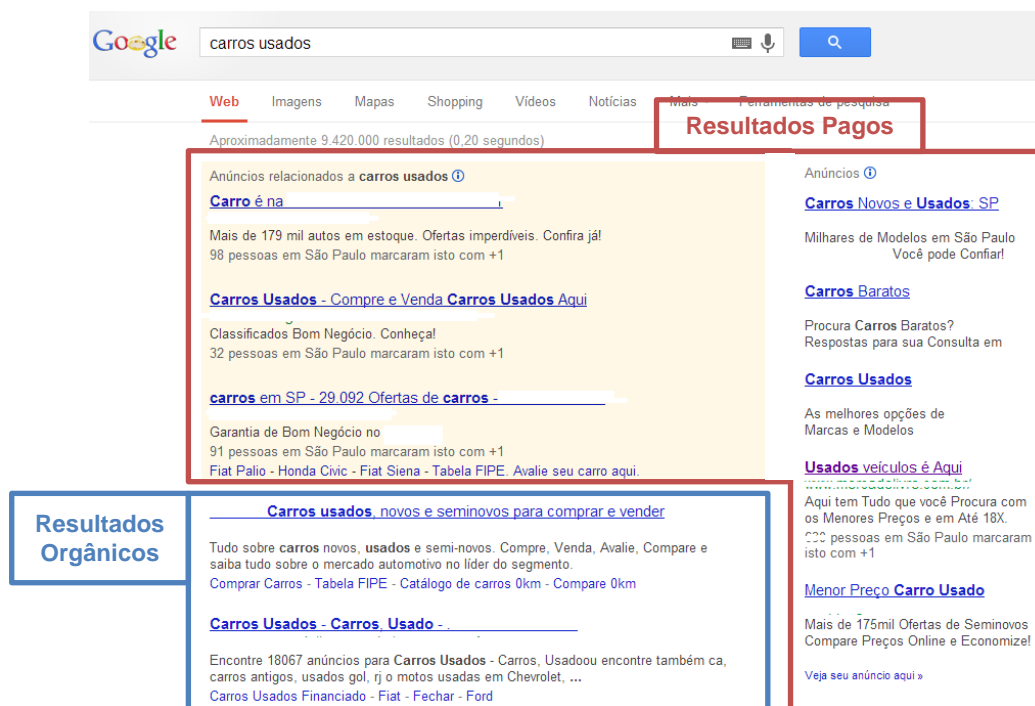 Google
carros usados
Web Imagens Mapas Shopping Vídeos Notícias Mais Ferramentas de pesquisa
Resultados Pagos
Aproximadamente 9.420.000 resultados (0,20 segundos)
Anúncios relacionados a carros usados
Carro é na
Mais de 179 mil autos em estoque. Ofertas imperdíveis. Confira já!
98 pessoas em São Paulo marcaram isto com +1
Carros Usados - Compre e Venda Carros Usados Aqui
Classificados Bom Negócio. Conheça!
32 pessoas em São Paulo marcaram isto com +1
carros em SP - 29.092 Ofertas de carros -
Garantia de Bom Negócio no
91 pessoas em São Paulo marcaram isto com +1
Fiat Palio - Honda Civic - Fiat Siena - Tabela FIPE. Avalie seu carro aqui.
Resultados
Orgânicos
Carros usados, novos e seminovos para comprar e vender
Tudo sobre carros novos, usados e semi-novos. Compre, Venda, Avalie, Compare e
saiba tudo sobre o mercado automotivo no líder do segmento.
Comprar Carros - Tabela FIPE - Catálogo de carros 0km - Compare 0km
Carros Usados - Carros, Usado - .
Encontre 18067 anúncios para Carros Usados - Carros, Usadoou encontre também ca,
carros antigos, usados gol, rj o motos usadas em Chevrolet, ...
Carros Usados Financiado - Fiat - Fechar - Ford
Anúncios
Carros Novos e Usados: SP
Milhares de Modelos em São Paulo
Você pode Confiar!
Carros Baratos
Procura Carros Baratos?
Respostas para sua Consulta em
Carros Usados
As melhores opções de
Marcas e Modelos
Usados veículos é Aqui
Aqui tem Tudo que você Procura com
os Menores Preços e em Até 18X.
pessoas em São Paulo marcaram
isto com +1
Menor Preço Carro Usado
Mais de 175mil Ofertas de Seminovos
Compare Preços Online e Economize!
Veja seu anúncio aqui »